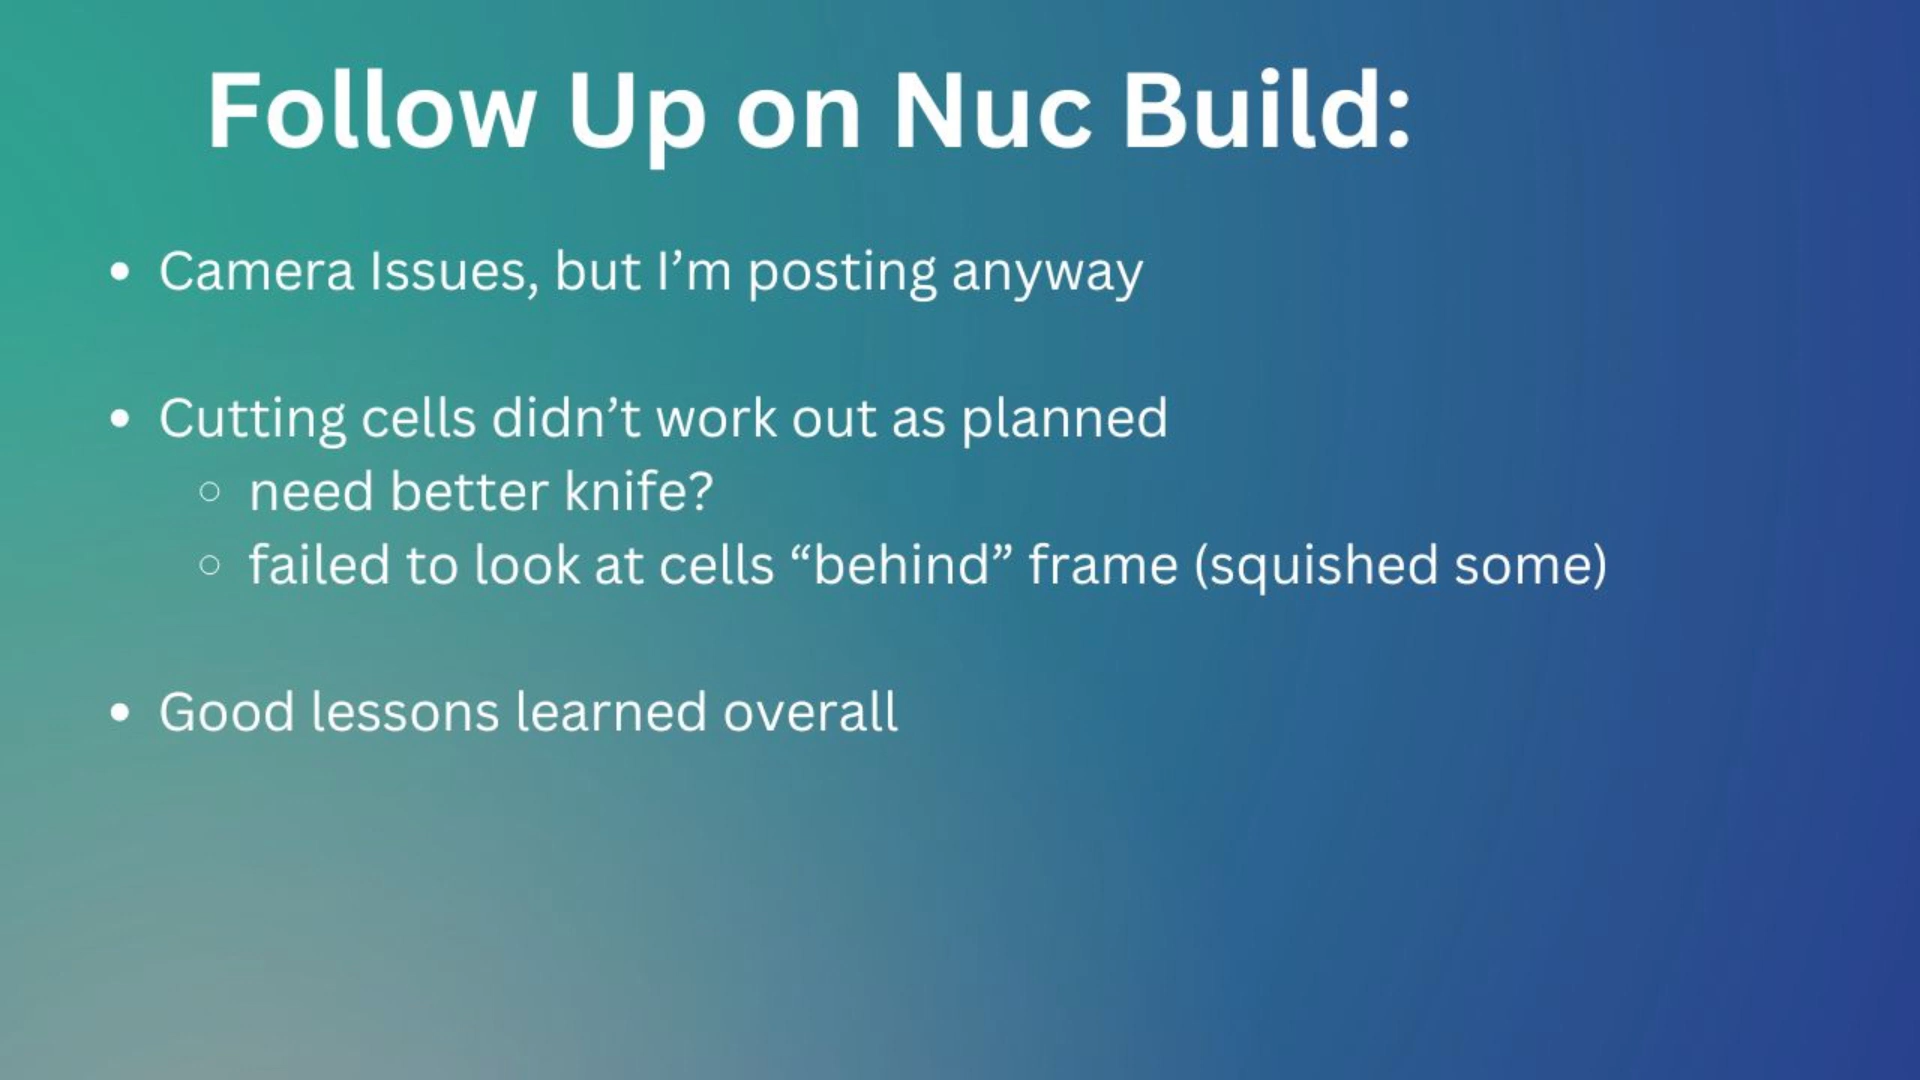 Follow Up on Nuc Build:
• Camera Issues, but I’m posting anyway
• Cutting cells didn’t work out as planned
◦ need better knife?
◦ failed to look at cells “behind” frame (squished some)
• Good lessons learned overall